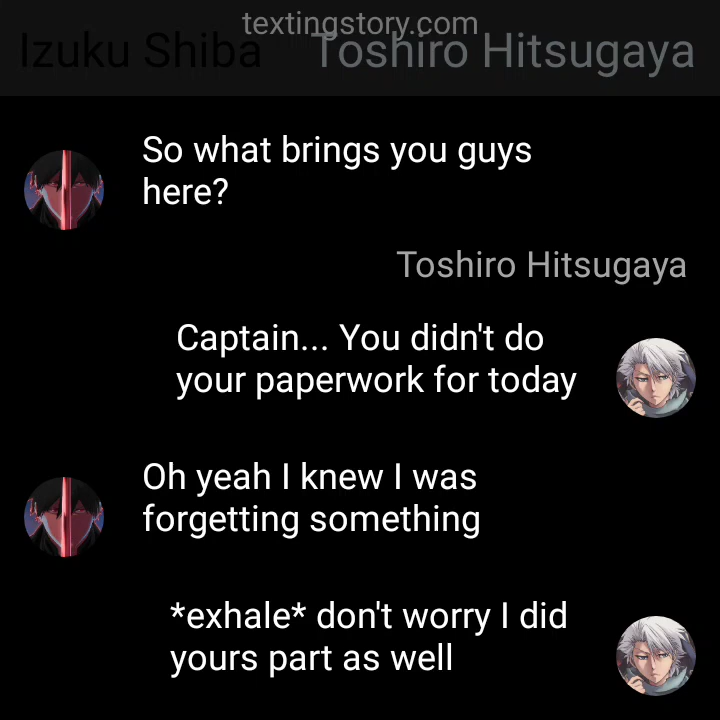 textingstory.com
Izuku Shiba Toshiro Hitsugaya
So what brings you guys
here?
Toshiro Hitsugaya
Captain... You didn't do
your paperwork for today
Oh yeah I knew I was
forgetting something
*exhale* don't worry I did
yours part as well